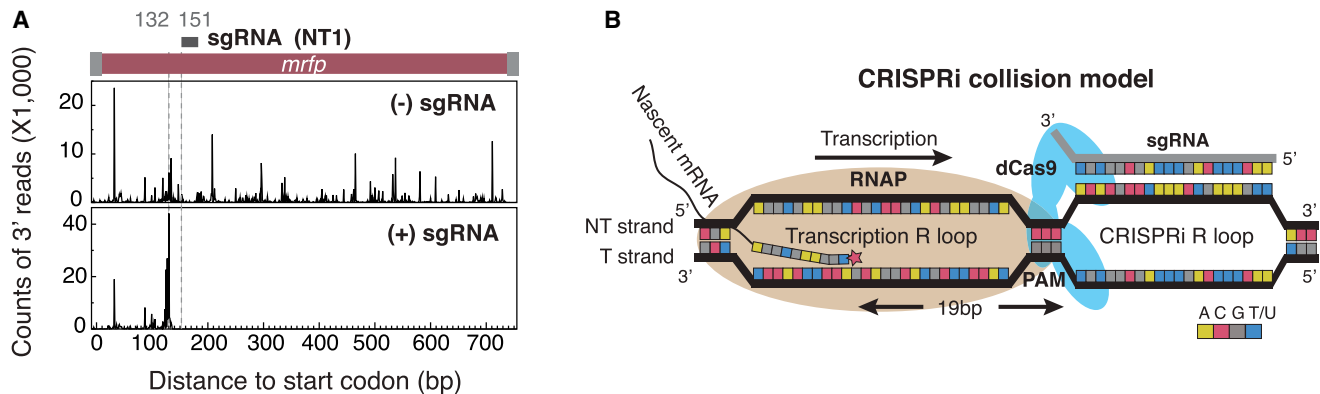 A
132 151
sgRNA (NT1)
mrfp
Counts of 3' reads (X1,000)
(-) sgRNA
20
10
0
(+) sgRNA
40
20
0
0 100 200 300 400 500 600 700
Distance to start codon (bp)
B
CRISPRi collision model
Nascent mRNA
Transcription
3'
sgRNA
5'
dCas9
RNAP
5'
3'
NT strand
Transcription R loop
CRISPRi R loop
T strand
3'
PAM
5'
19bp
A C G T/U